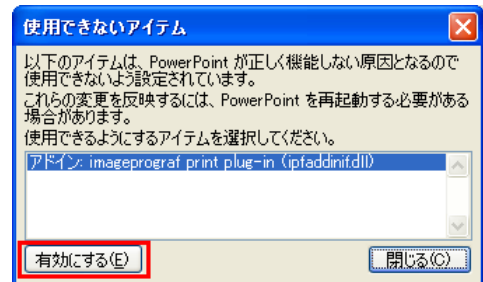 使用できないアイテム
以下のアイテムは、PowerPoint が正しく機能しない原因となるので
使用できないよう設定されています。
これらの変更を反映するには、PowerPoint を再起動する必要がある
場合があります。
使用できるようにするアイテムを選択してください。
アドイン: imageprograf print plug-in (ipfaddinif.dll)
有効にする(E) 閉じる(C)